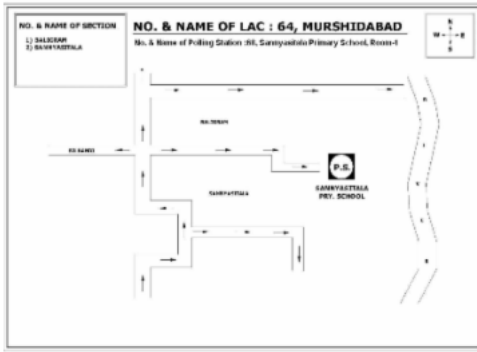 NO. & NAME OF SECTION
1) BALIGRAM
2) SANNYASITALA
NO. & NAME OF LAC : 64, MURSHIDABAD
No. & Name of Polling Station :68, Sannyasitala Primary School, Room-1
N
W
E
S
BALIGRAM
P.S.
SANNYASITALA
PRY. SCHOOL
SANNYASITALA
R
I
V
E
R